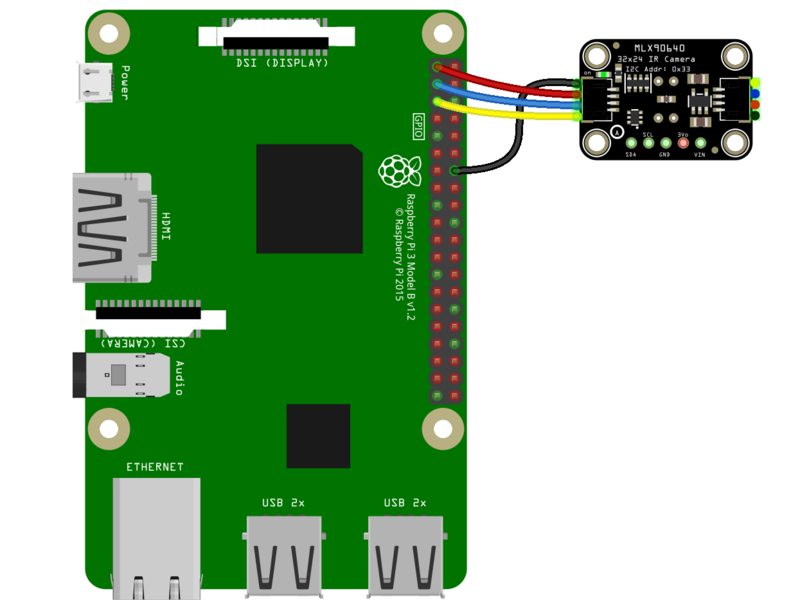 DSI (DISPLAY)
Power
HDMI
GPIO
Raspberry Pi 3 Model B v1.2
© Raspberry Pi 2015
CSI (CAMERA)
Audio
ETHERNET
USB 2x
USB 2x
MLX90640
32x24 IR Camera
I2C Addr: 0x33
on
SCL
3Vo
SDA
GND
VIN